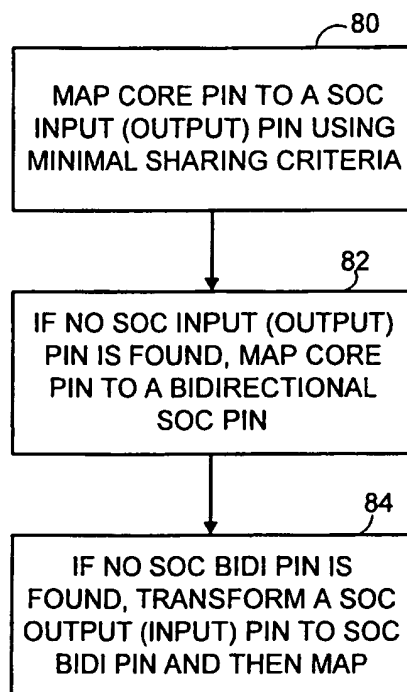 80
MAP CORE PIN TO A SOC
INPUT (OUTPUT) PIN USING
MINIMAL SHARING CRITERIA
82
IF NO SOC INPUT (OUTPUT)
PIN IS FOUND, MAP CORE
PIN TO A BIDIRECTIONAL
SOC PIN
84
IF NO SOC BIDI PIN IS
FOUND, TRANSFORM A SOC
OUTPUT (INPUT) PIN TO SOC
BIDI PIN AND THEN MAP